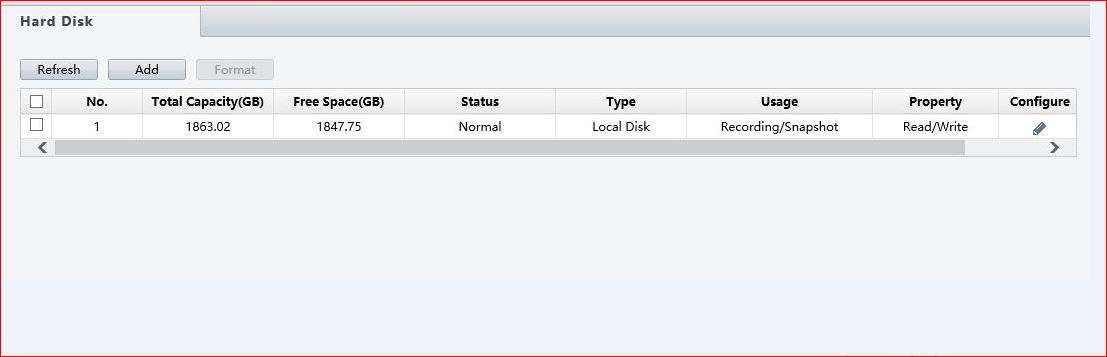 Hard Disk
Refresh Add Format
No. Total Capacity(GB) Free Space(GB) Status Type Usage Property Configure
1 1863.02 1847.75 Normal Local Disk Recording/Snapshot Read/Write